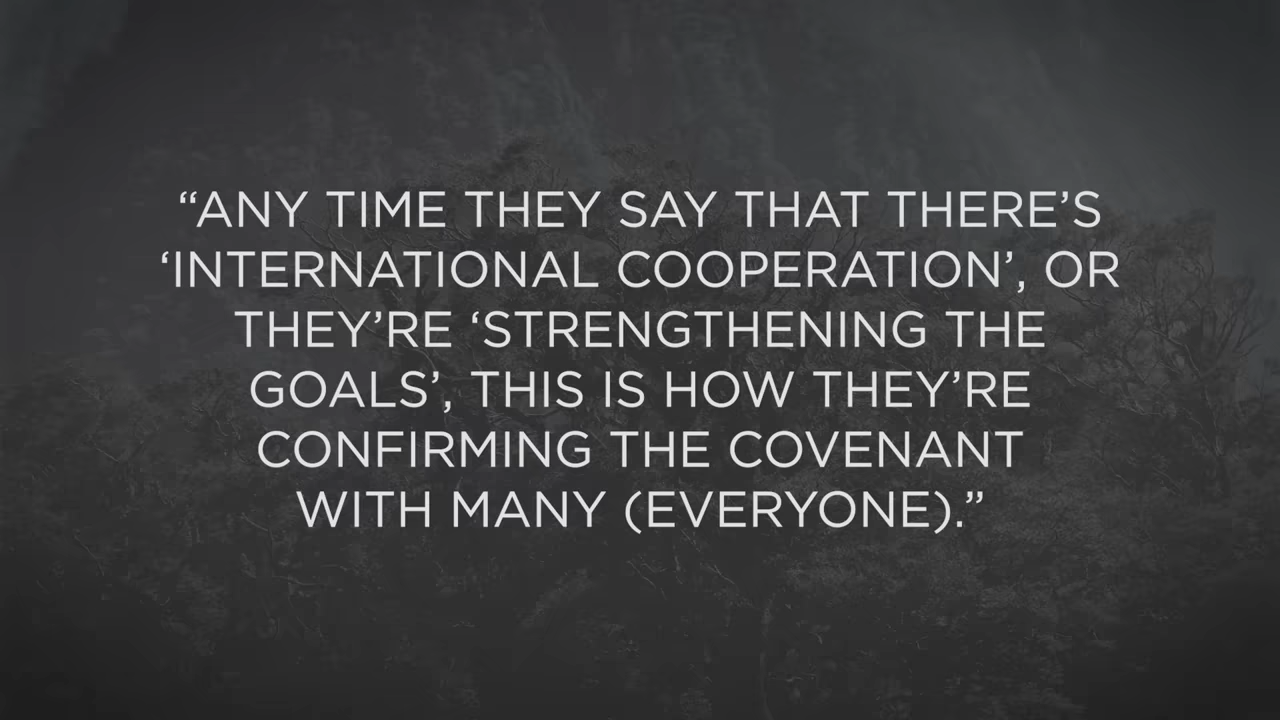 “ANY TIME THEY SAY THAT THERE’S
‘INTERNATIONAL COOPERATION’, OR
THEY’RE ‘STRENGTHENING THE
GOALS’, THIS IS HOW THEY’RE
CONFIRMING THE COVENANT
WITH MANY (EVERYONE).”